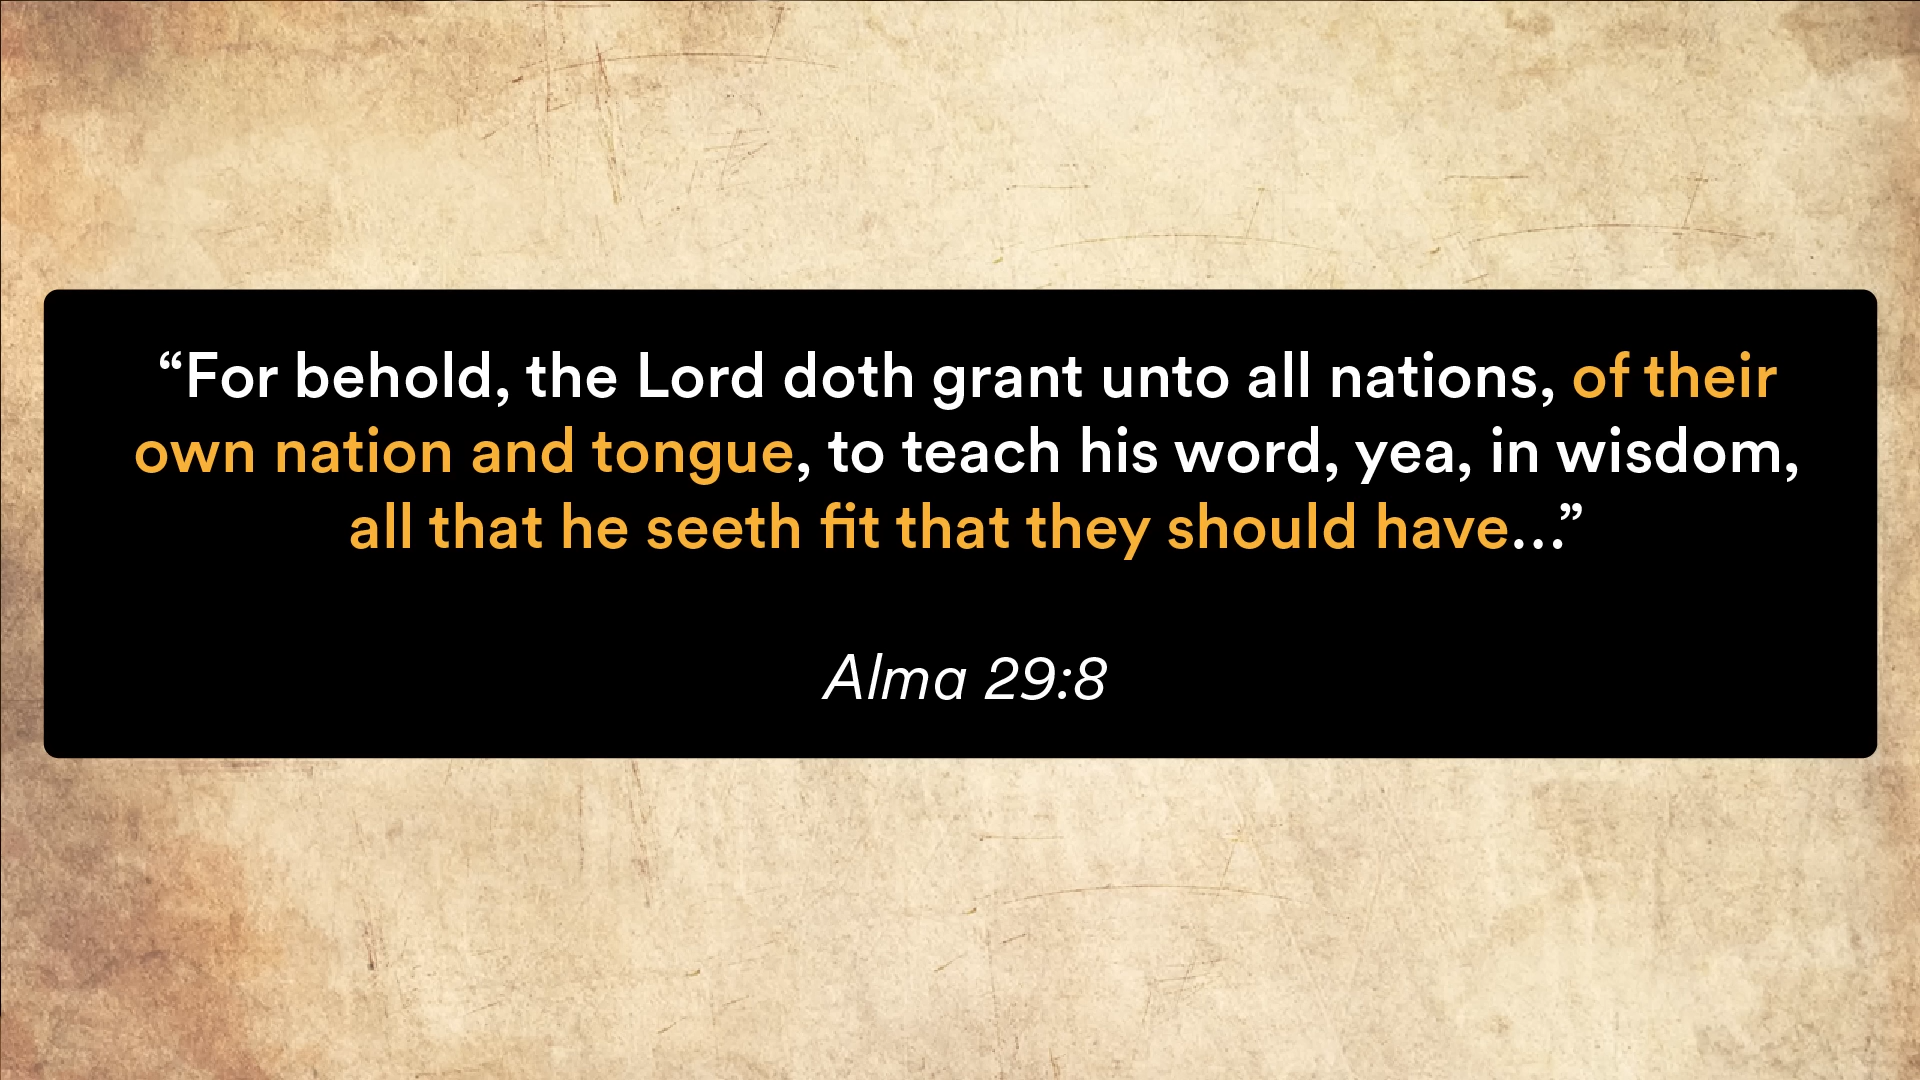 “For behold, the Lord doth grant unto all nations, of their
own nation and tongue, to teach his word, yea, in wisdom,
all that he seeth fit that they should have…”
Alma 29:8